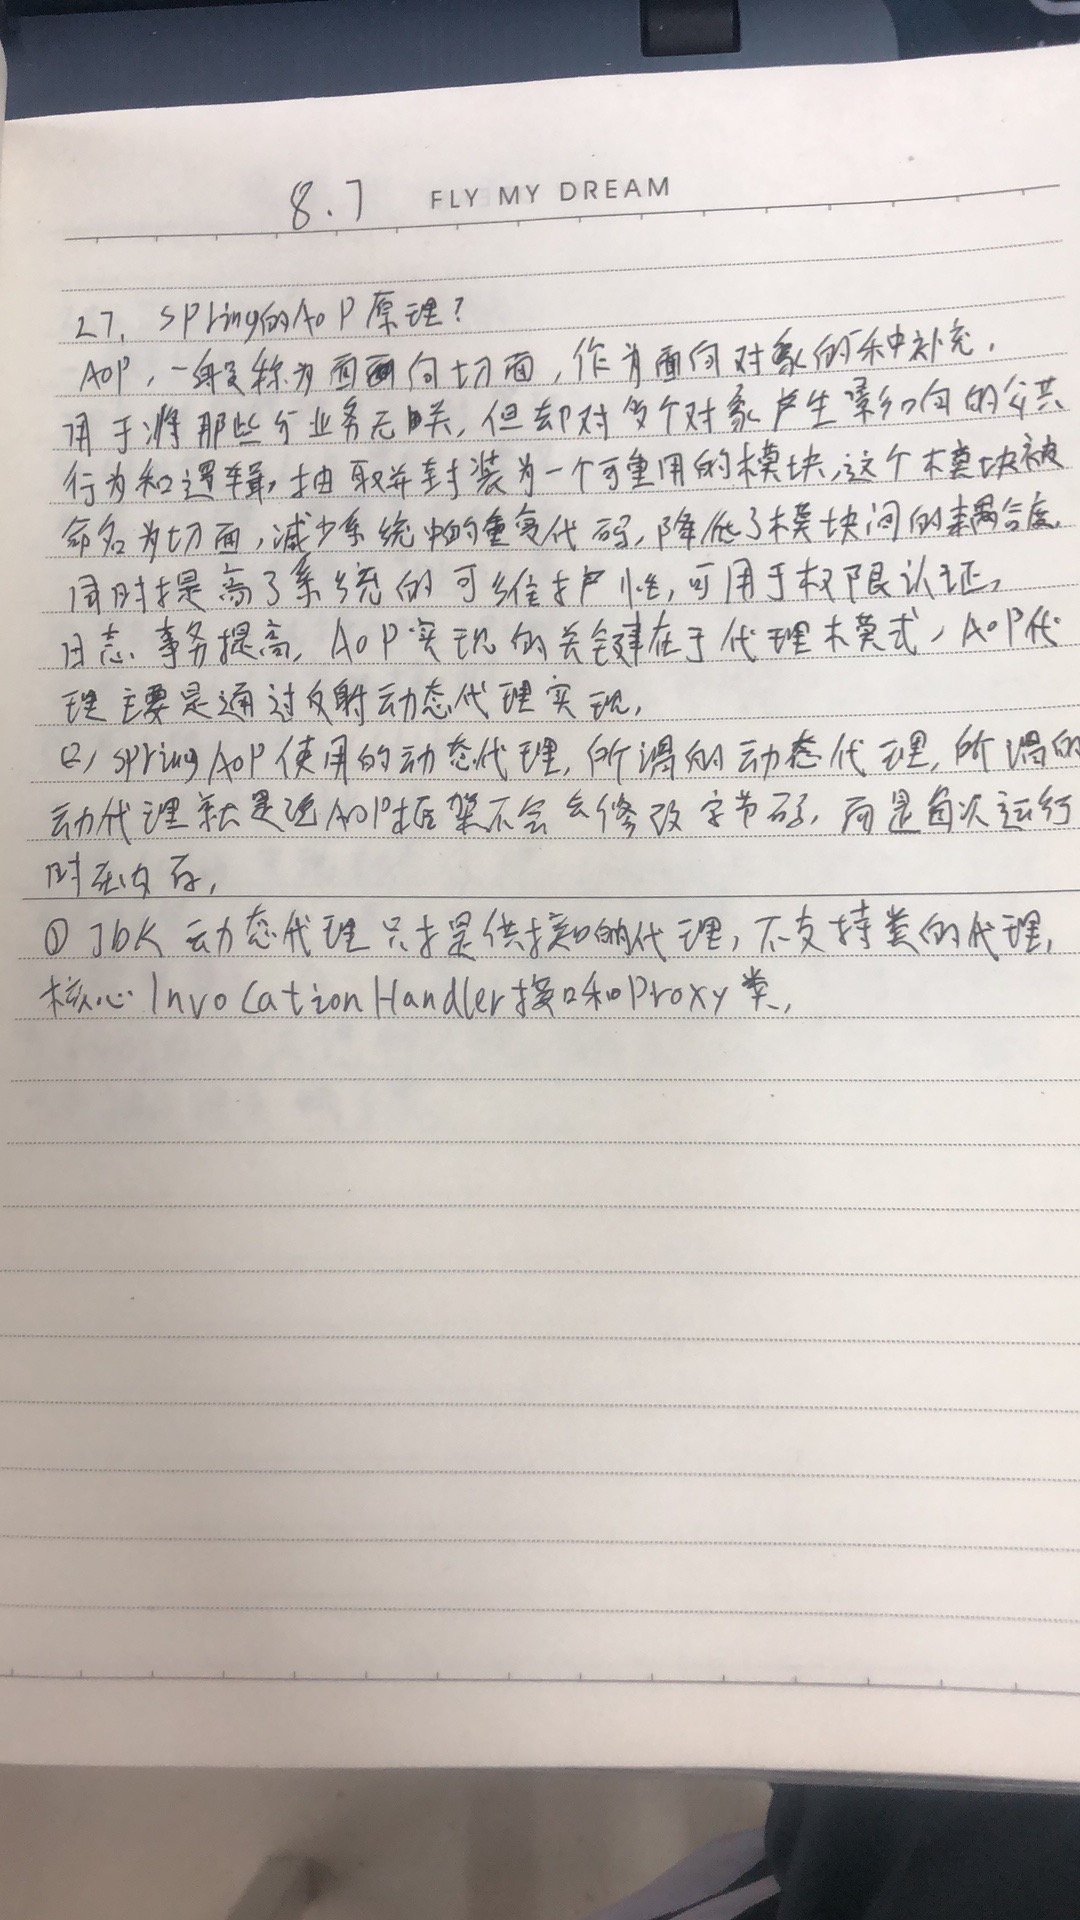 8.7 FLY MY DREAM
27. Spring的AOP原理?
AOP,一般称为面向切面,作为面向对象的一种补充,
用于将那些与业务无关,但却对多个对象产生影响的公共
行为和逻辑,抽取并封装为一个可重用的模块,这个模块被
命名为切面,减少系统中的重复代码,降低了模块间的耦合度,
同时提高了系统的可维护性,可用于权限认证,
日志、事务提高,AOP实现的关键在于代理模式,AOP代
理主要是通过反射动态代理实现,
Spring AOP使用的动态代理,所谓的动态代理,所谓的
动代理就是说AOP框架不会去修改字节码,而是每次运行
时在内存,
① JDK 动态代理只提供接口的代理,不支持类的代理,
核心 InvocationHandler接口和Proxy类,